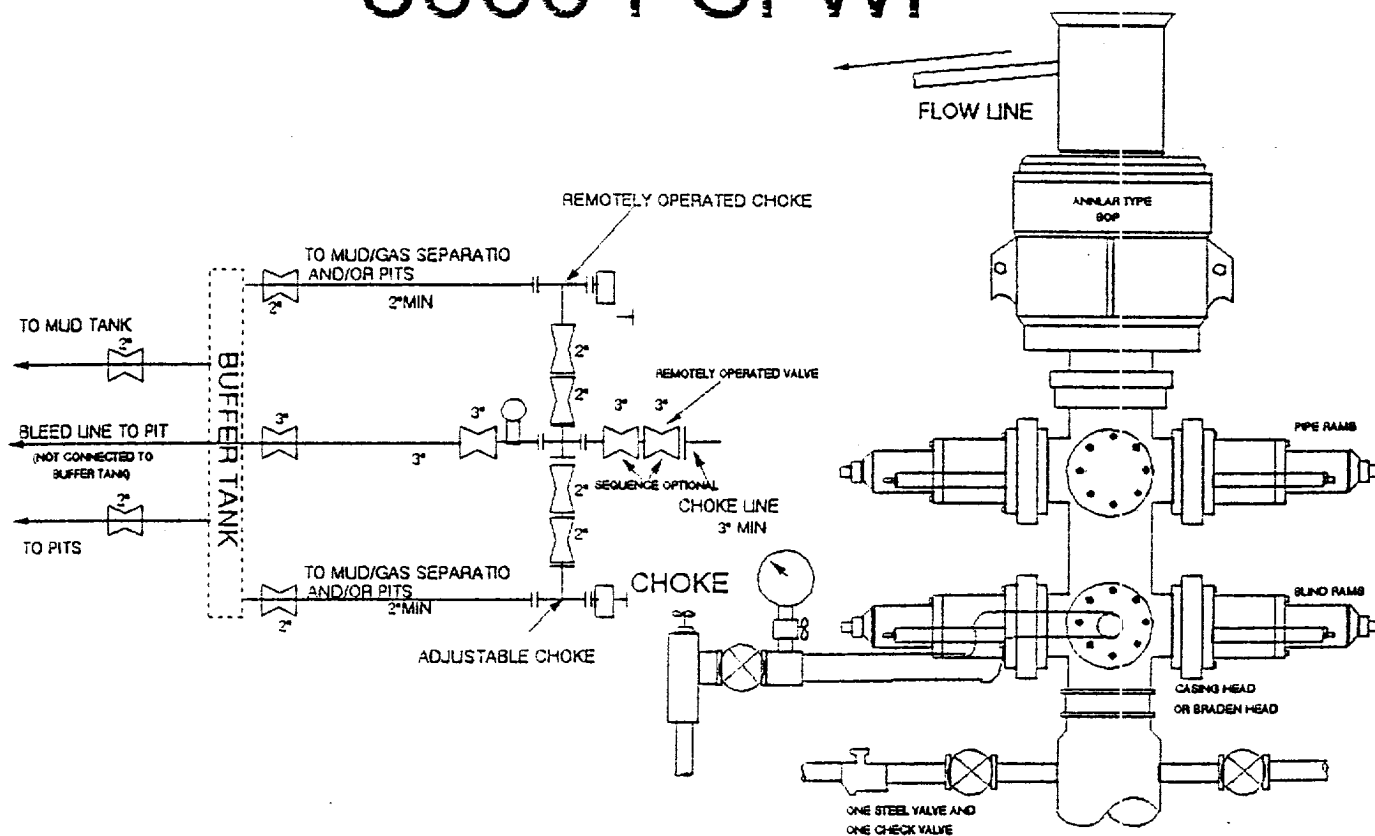 FLOW LINE
ANNLAR TYPE
BOP
REMOTELY OPERATED CHOKE
TO MUD/GAS SEPARATIO
AND/OR PITS
2" MIN
2"
TO MUD TANK
2"
BUFFER TANK
2"
2"
REMOTELY OPERATED VALVE
3"
3"
3"
3"
BLEED LINE TO PIT
(NOT CONNECTED TO
BUFFER TANK)
3"
SEQUENCE OPTIONAL
2"
2"
CHOKE LINE
3" MIN
2"
TO PITS
TO MUD/GAS SEPARATIO
AND/OR PITS
2" MIN
2"
ADJUSTABLE CHOKE
CHOKE
PIPE RAMS
BLIND RAMS
CASING HEAD
OR BRADEN HEAD
ONE STEEL VALVE AND
ONE CHECK VALVE